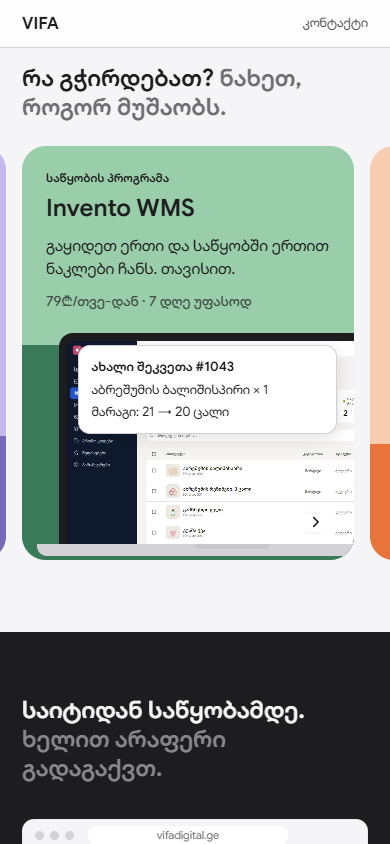 VIFA
კონტაქტი
რა გჭირდებათ? ნახეთ,
როგორ მუშაობს.
საწყობის პროგრამა
Invento WMS
გაყიდეთ ერთი და საწყობში ერთით
ნაკლები ჩანს. თავისით.
79₾/თვე-დან · 7 დღე უფასოდ
ახალი შეკვეთა #1043
აბრეშუმის ბალიშისპირი × 1
მარაგი: 21 → 20 ცალი
2
საიტიდან საწყობამდე.
ხელით არაფერი
გადაგაქვთ.
vifadigital.ge